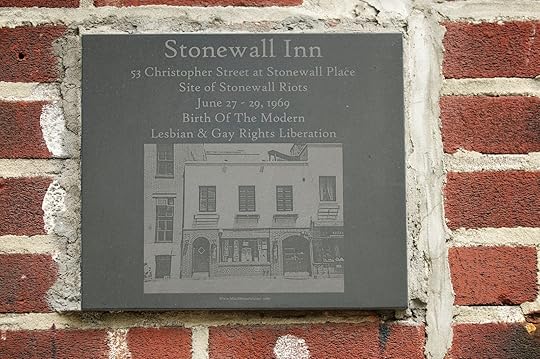 Stonewall Inn
53 Christopher Street at Stonewall Place
Site of Stonewall Riots
June 27 - 29, 1969
Birth Of The Modern
Lesbian & Gay Rights Liberation